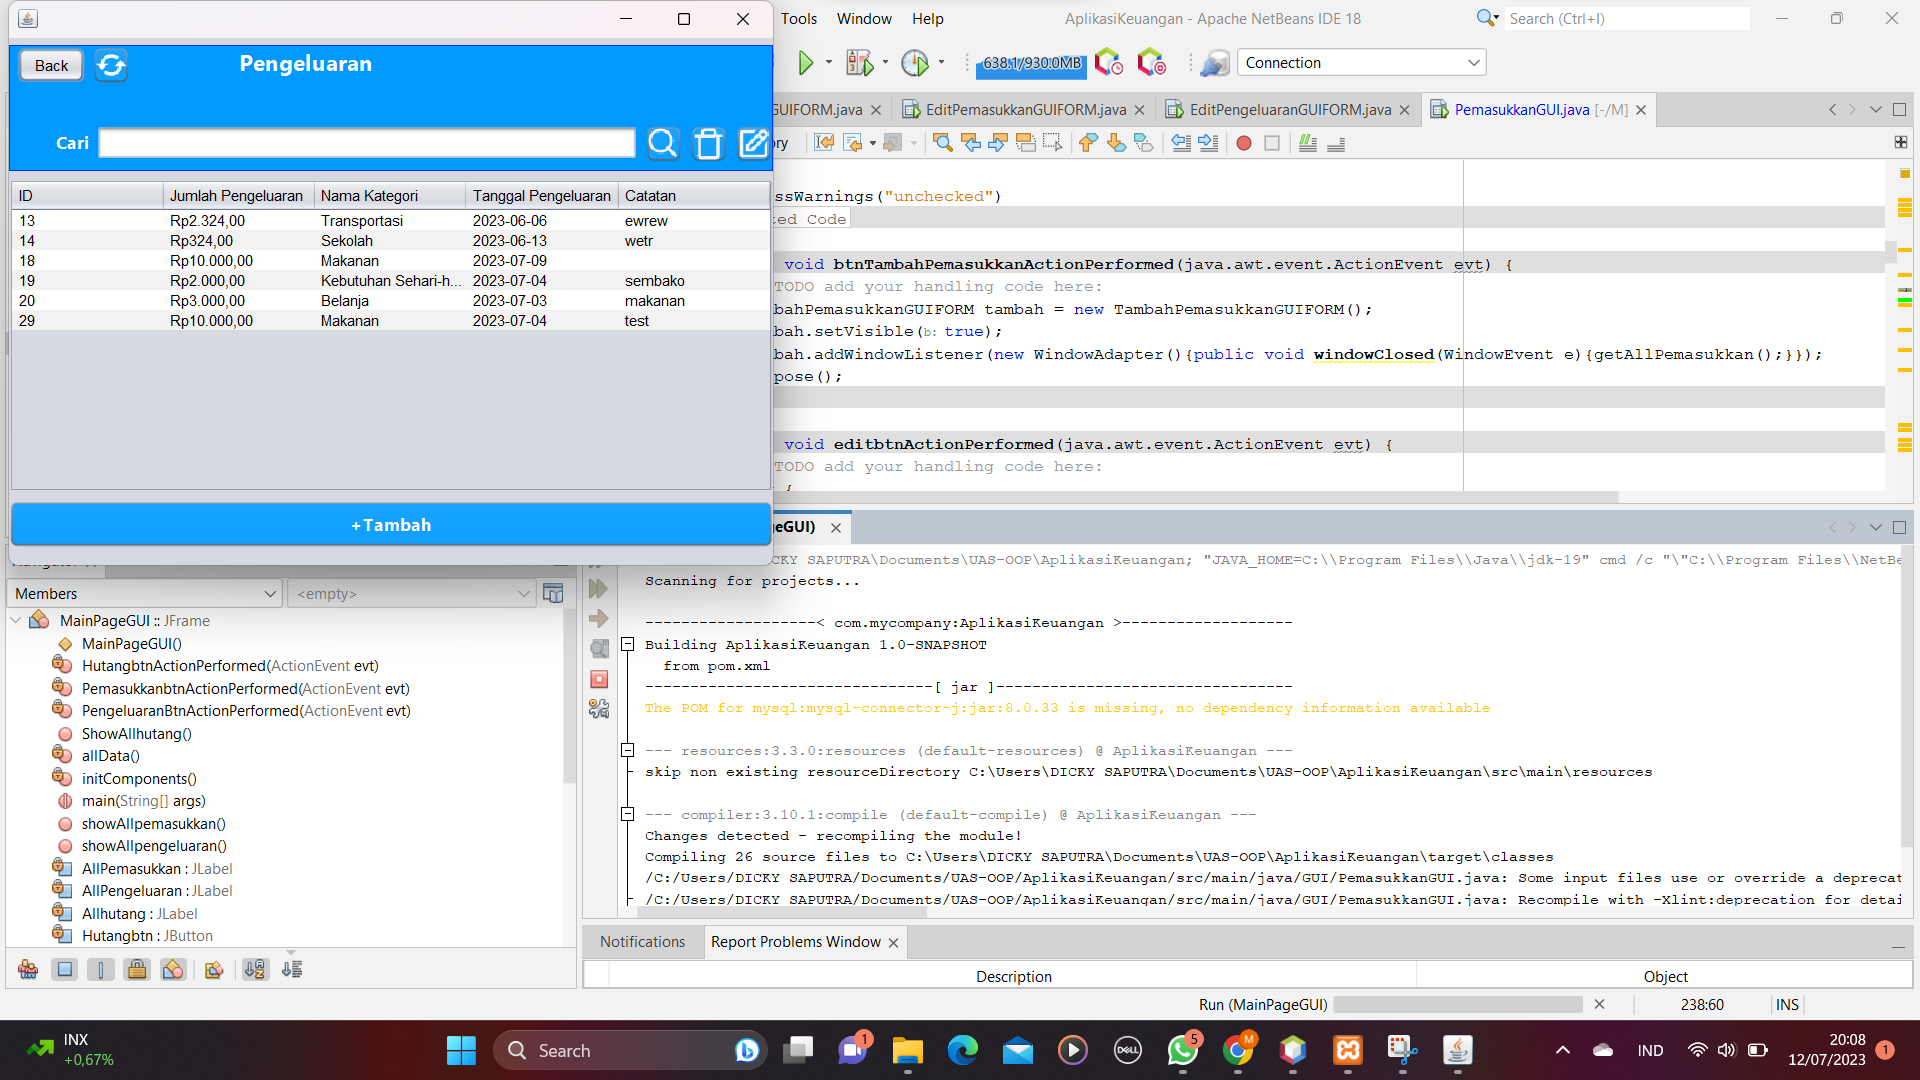 Back
Pengeluaran
Cari
ID Jumlah Pengeluaran Nama Kategori Tanggal Pengeluaran Catatan
13 Rp2.324,00 Transportasi 2023-06-06 ewrew
14 Rp324,00 Sekolah 2023-06-13 wetr
18 Rp10.000,00 Makanan 2023-07-09
19 Rp2.000,00 Kebutuhan Sehari-h... 2023-07-04 sembako
20 Rp3.000,00 Belanja 2023-07-03 makanan
29 Rp10.000,00 Makanan 2023-07-04 test
+Tambah
Tools Window Help AplikasiKeuangan - Apache NetBeans IDE 18 Search (Ctrl+I)
638.1/930.0MB Connection
GUIFORM.java EditPemasukkanGUIFORM.java EditPengeluaranGUIFORM.java PemasukkanGUI.java [-/M]
ry
ssWarnings("unchecked")
ted Code
void btnTambahPemasukkanActionPerformed(java.awt.event.ActionEvent evt) {
TODO add your handling code here:
bahPemasukkanGUIFORM tambah = new TambahPemasukkanGUIFORM();
bah.setVisible(b: true);
bah.addWindowListener(new WindowAdapter(){public void windowClosed(WindowEvent e){getAllPemasukkan();}});
pose();
void editbtnActionPerformed(java.awt.event.ActionEvent evt) {
TODO add your handling code here:
{
eGUI)
CKY SAPUTRA\Documents\UAS-OOP\AplikasiKeuangan; "JAVA_HOME=C:\\Program Files\\Java\\jdk-19" cmd /c "\"C:\\Program Files\\NetBe
Scanning for projects...
-------------------< com.mycompany:AplikasiKeuangan >-------------------
Building AplikasiKeuangan 1.0-SNAPSHOT
from pom.xml
--------------------------------[ jar ]---------------------------------
The POM for mysql:mysql-connector-j:jar:8.0.33 is missing, no dependency information available
--- resources:3.3.0:resources (default-resources) @ AplikasiKeuangan ---
skip non existing resourceDirectory C:\Users\DICKY SAPUTRA\Documents\UAS-OOP\AplikasiKeuangan\src\main\resources
--- compiler:3.10.1:compile (default-compile) @ AplikasiKeuangan ---
Changes detected - recompiling the module!
Compiling 26 source files to C:\Users\DICKY SAPUTRA\Documents\UAS-OOP\AplikasiKeuangan\target\classes
/C:/Users/DICKY SAPUTRA/Documents/UAS-OOP/AplikasiKeuangan/src/main/java/GUI/PemasukkanGUI.java: Some input files use or override a deprecat
/C:/Users/DICKY SAPUTRA/Documents/UAS-OOP/AplikasiKeuangan/src/main/java/GUI/PemasukkanGUI.java: Recompile with -Xlint:deprecation for detai
Members <empty>
MainPageGUI :: JFrame
MainPageGUI()
HutangbtnActionPerformed(ActionEvent evt)
PemasukkanbtnActionPerformed(ActionEvent evt)
PengeluaranBtnActionPerformed(ActionEvent evt)
ShowAllhutang()
allData()
initComponents()
main(String[] args)
showAllpemasukkan()
showAllpengeluaran()
AllPemasukkan : JLabel
AllPengeluaran : JLabel
Allhutang : JLabel
Hutangbtn : JButton
Notifications Report Problems Window
Description Object
Run (MainPageGUI) 238:60 INS
INX
+0,67%
Search
1
5
M
DELL
IND
20:08
12/07/2023
1